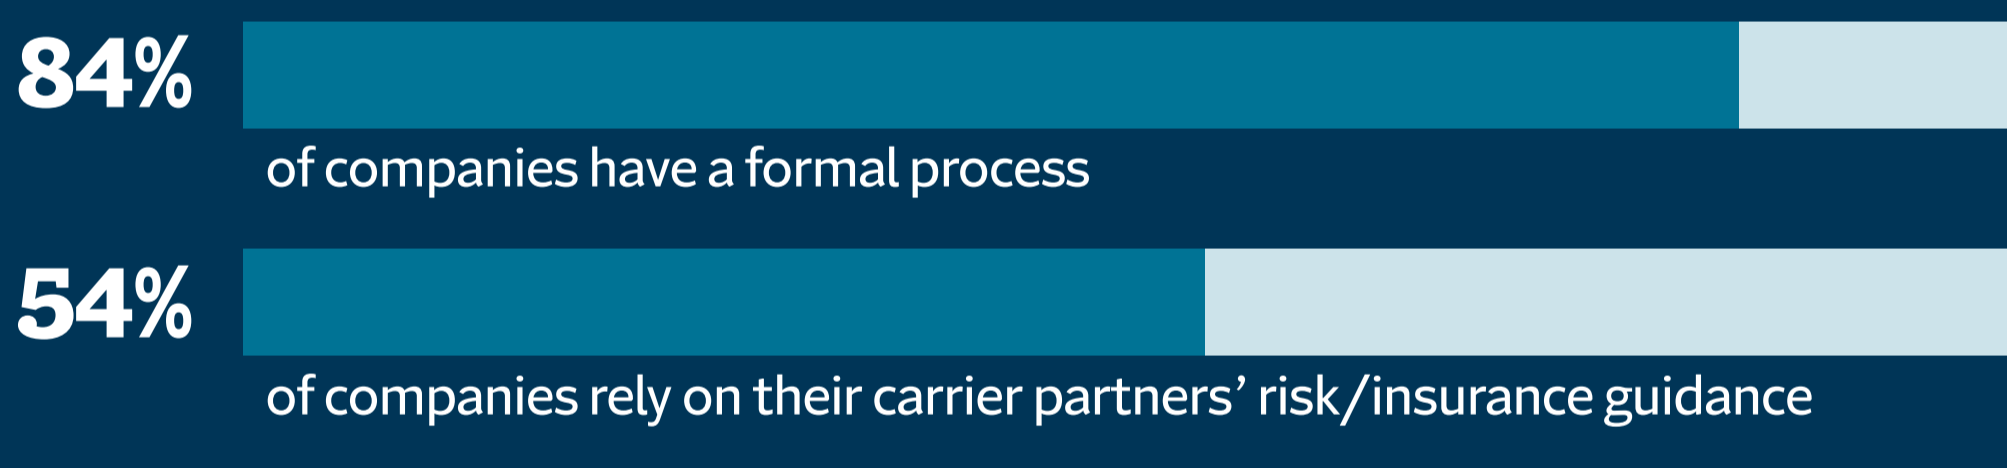 84%
of companies have a formal process
54%
of companies rely on their carrier partners’ risk/insurance guidance